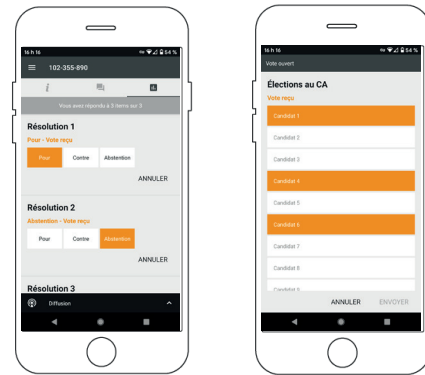 16 h 16 54 %
102-355-890
Vous avez répondu à 3 items sur 3
Résolution 1
Pour - Vote reçu
Pour Contre Abstention
ANNULER
Résolution 2
Abstention - Vote reçu
Pour Contre Abstention
ANNULER
Résolution 3
Diffusion
16 h 16 54 %
Vote ouvert
Élections au CA
Vote reçu
Candidat 1
Candidat 2
Candidat 3
Candidat 4
Candidat 5
Candidat 6
Candidat 7
Candidat 8
Candidat 9
ANNULER ENVOYER